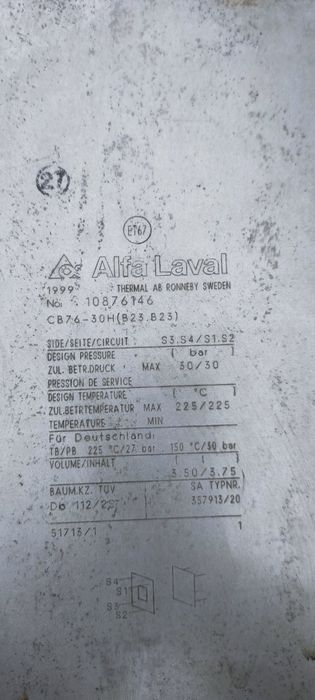 21
ET67
Alfa Laval
1999 THERMAL AB RONNEBY SWEDEN
No. 10876146
CB76-30H(B23.B23)
SIDE/SEITE/CIRCUIT S3.S4/S1.S2
DESIGN PRESSURE ( bar )
ZUL. BETR.DRUCK MAX 30/30
PRESSION DE SERVICE
DESIGN TEMPERATURE ( °C )
ZUL.BETRTEMPERATUR MAX 225/225
TEMPERATURE MIN
Für Deutschland:
TB/PB 225 °C/27 bar 150 °C/30 bar
VOLUME/INHALT ( l )
3.50/3.75
BAUM.KZ. TÜV SA TYPNR.
Db 112/2 357913/20
51713/1 1
S4
S1
S3
S2